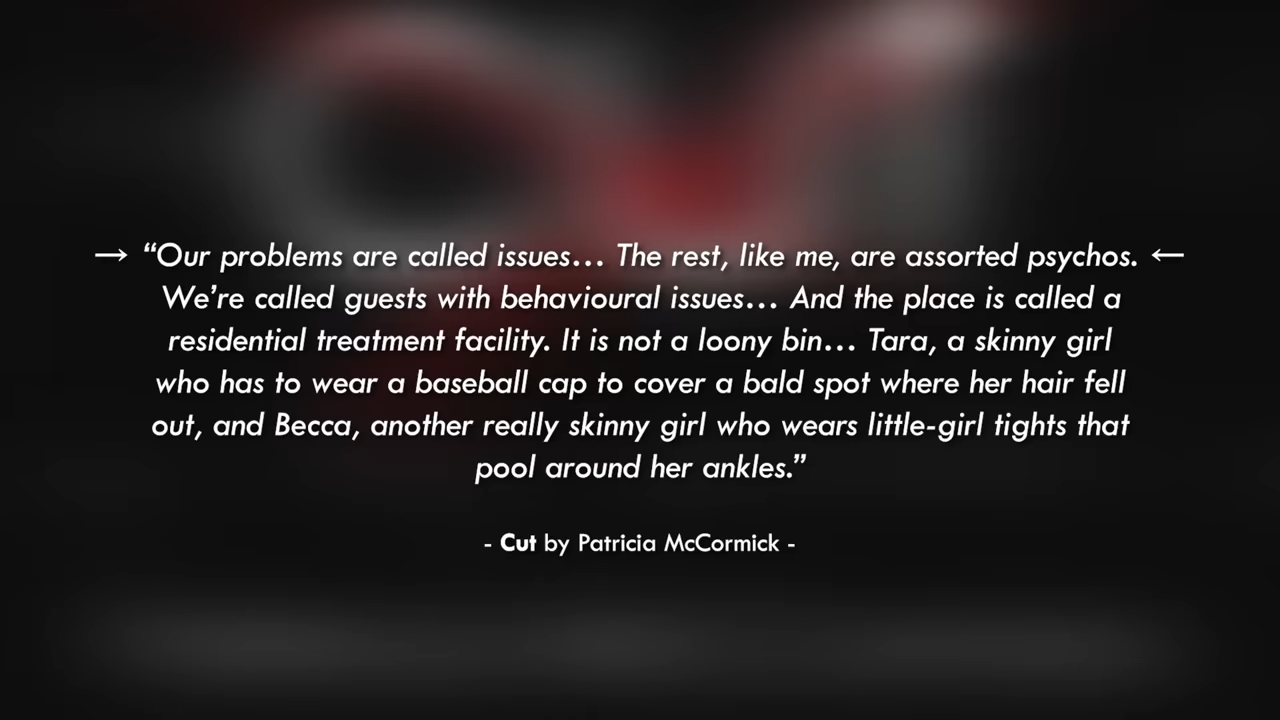 → “Our problems are called issues… The rest, like me, are assorted psychos. ←
We’re called guests with behavioural issues… And the place is called a
residential treatment facility. It is not a loony bin… Tara, a skinny girl
who has to wear a baseball cap to cover a bald spot where her hair fell
out, and Becca, another really skinny girl who wears little-girl tights that
pool around her ankles.”
- Cut by Patricia McCormick -